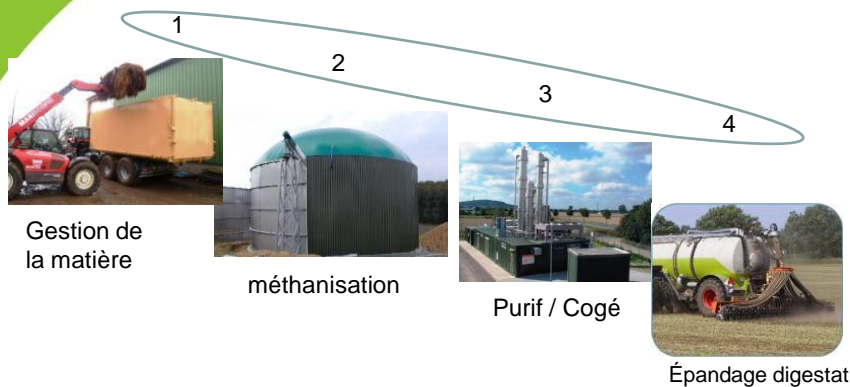 1
2
3
4
Gestion de
la matière
méthanisation
Purif / Cogé
Épandage digestat